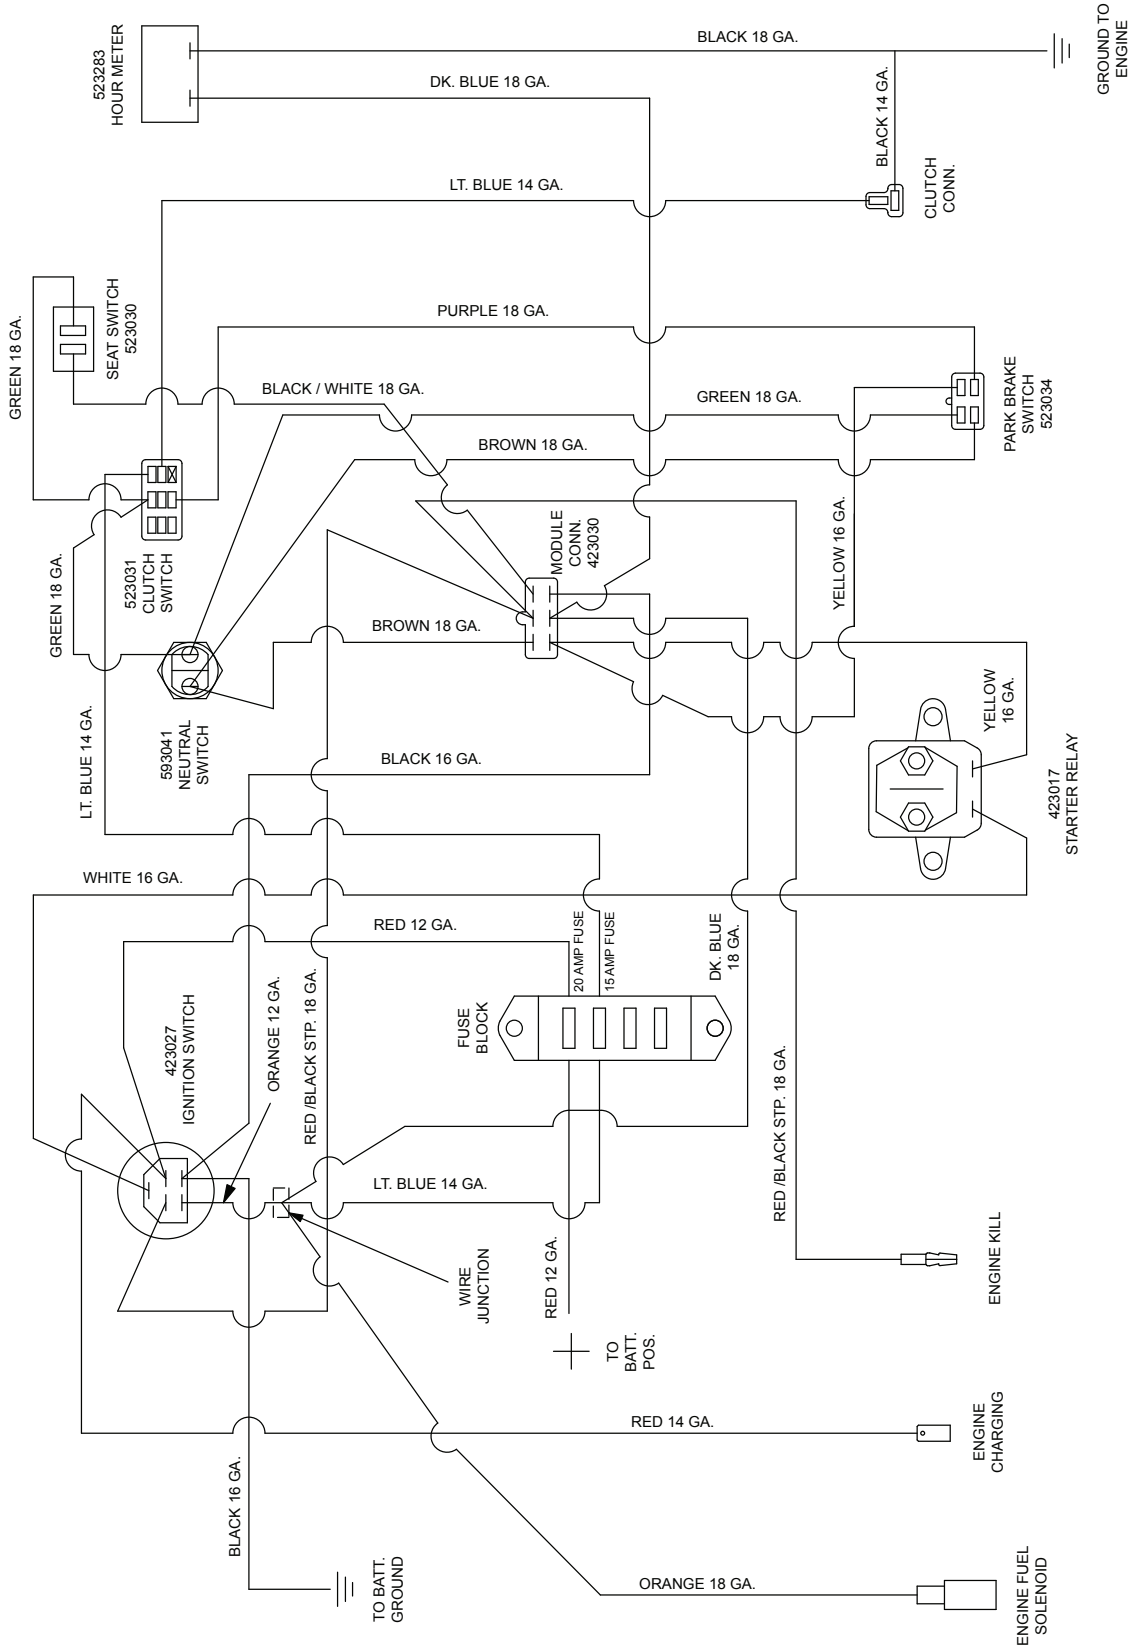 523283
HOUR METER
BLACK 18 GA.
DK. BLUE 18 GA.
GROUND TO
ENGINE
BLACK 14 GA.
LT. BLUE 14 GA.
CLUTCH
CONN.
GREEN 18 GA.
SEAT SWITCH
523030
PURPLE 18 GA.
BLACK / WHITE 18 GA.
GREEN 18 GA.
PARK BRAKE
SWITCH
523034
BROWN 18 GA.
523031
CLUTCH
SWITCH
GREEN 18 GA.
MODULE
CONN.
423030
YELLOW 16 GA.
BROWN 18 GA.
593041
NEUTRAL
SWITCH
LT. BLUE 14 GA.
BLACK 16 GA.
YELLOW
16 GA.
423017
STARTER RELAY
WHITE 16 GA.
RED 12 GA.
20 AMP FUSE
15 AMP FUSE
DK. BLUE
18 GA.
FUSE
BLOCK
423027
IGNITION SWITCH
ORANGE 12 GA.
RED /BLACK STP. 18 GA.
RED /BLACK STP. 18 GA.
LT. BLUE 14 GA.
WIRE
JUNCTION
RED 12 GA.
TO
BATT.
POS.
ENGINE KILL
RED 14 GA.
ENGINE
CHARGING
BLACK 16 GA.
TO BATT.
GROUND
ORANGE 18 GA.
ENGINE FUEL
SOLENOID